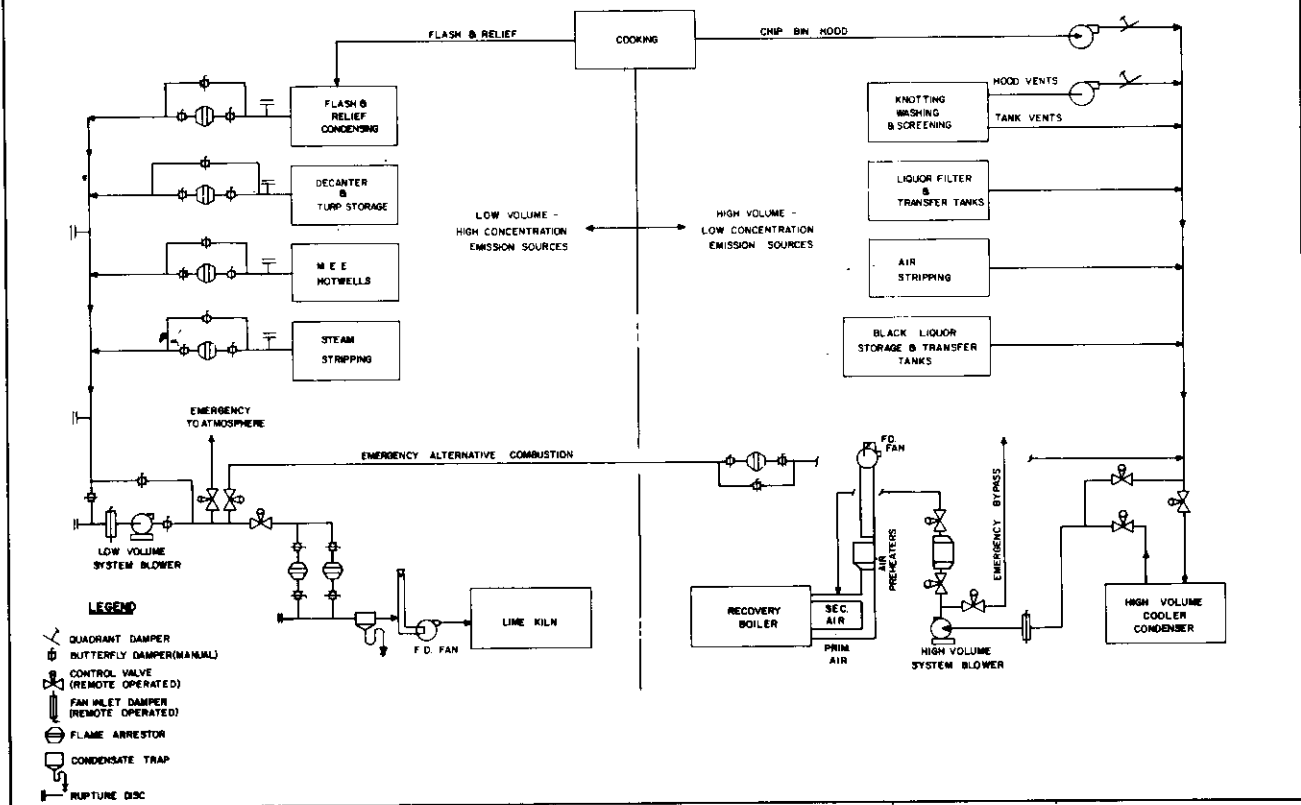 FLASH & RELIEF
COOKING
CHIP BIN HOOD
FLASH &
RELIEF
CONDENSING
HOOD VENTS
KNOTTING
WASHING
& SCREENING
TANK VENTS
DECANTER
&
TURP STORAGE
LIQUOR FILTER
&
TRANSFER TANKS
LOW VOLUME -
HIGH CONCENTRATION
EMISSION SOURCES
HIGH VOLUME -
LOW CONCENTRATION
EMISSION SOURCES
M E E
HOTWELLS
AIR
STRIPPING
STEAM
STRIPPING
BLACK LIQUOR
STORAGE & TRANSFER
TANKS
EMERGENCY
TO ATMOSPHERE
EMERGENCY ALTERNATIVE COMBUSTION
F.D.
FAN
EMERGENCY BYPASS
AIR
PREHEATERS
LOW VOLUME
SYSTEM BLOWER
LIME KILN
F.D. FAN
RECOVERY
BOILER
SEC.
AIR
PRIM.
AIR
HIGH VOLUME
SYSTEM BLOWER
HIGH VOLUME
COOLER
CONDENSER
LEGEND
QUADRANT DAMPER
BUTTERFLY DAMPER(MANUAL)
CONTROL VALVE
(REMOTE OPERATED)
FAN INLET DAMPER
(REMOTE OPERATED)
FLAME ARRESTOR
CONDENSATE TRAP
RUPTURE DISC